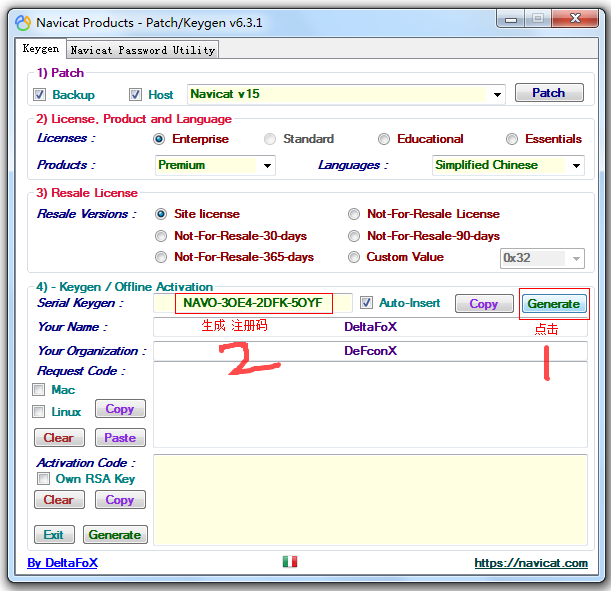 Navicat Products - Patch/Keygen v6.3.1
Keygen Navicat Password Utility
1) Patch
Backup Host Navicat v15 Patch
2) License, Product and Language
Licenses : Enterprise Standard Educational Essentials
Products : Premium Languages : Simplified Chinese
3) Resale License
Resale Versions : Site license Not-For-Resale License
Not-For-Resale-30-days Not-For-Resale-90-days
Not-For-Resale-365-days Custom Value 0x32
4) - Keygen / Offline Activation
Serial Keygen : NAVO-3OE4-2DFK-5OYF Auto-Insert Copy Generate
Your Name : 生成 注册码 DeltaFoX 点击
Your Organization : 2 DeFconX 1
Request Code :
Mac
Linux Copy
Clear Paste
Activation Code :
Own RSA Key
Clear Copy
Exit Generate
By DeltaFoX https://navicat.com